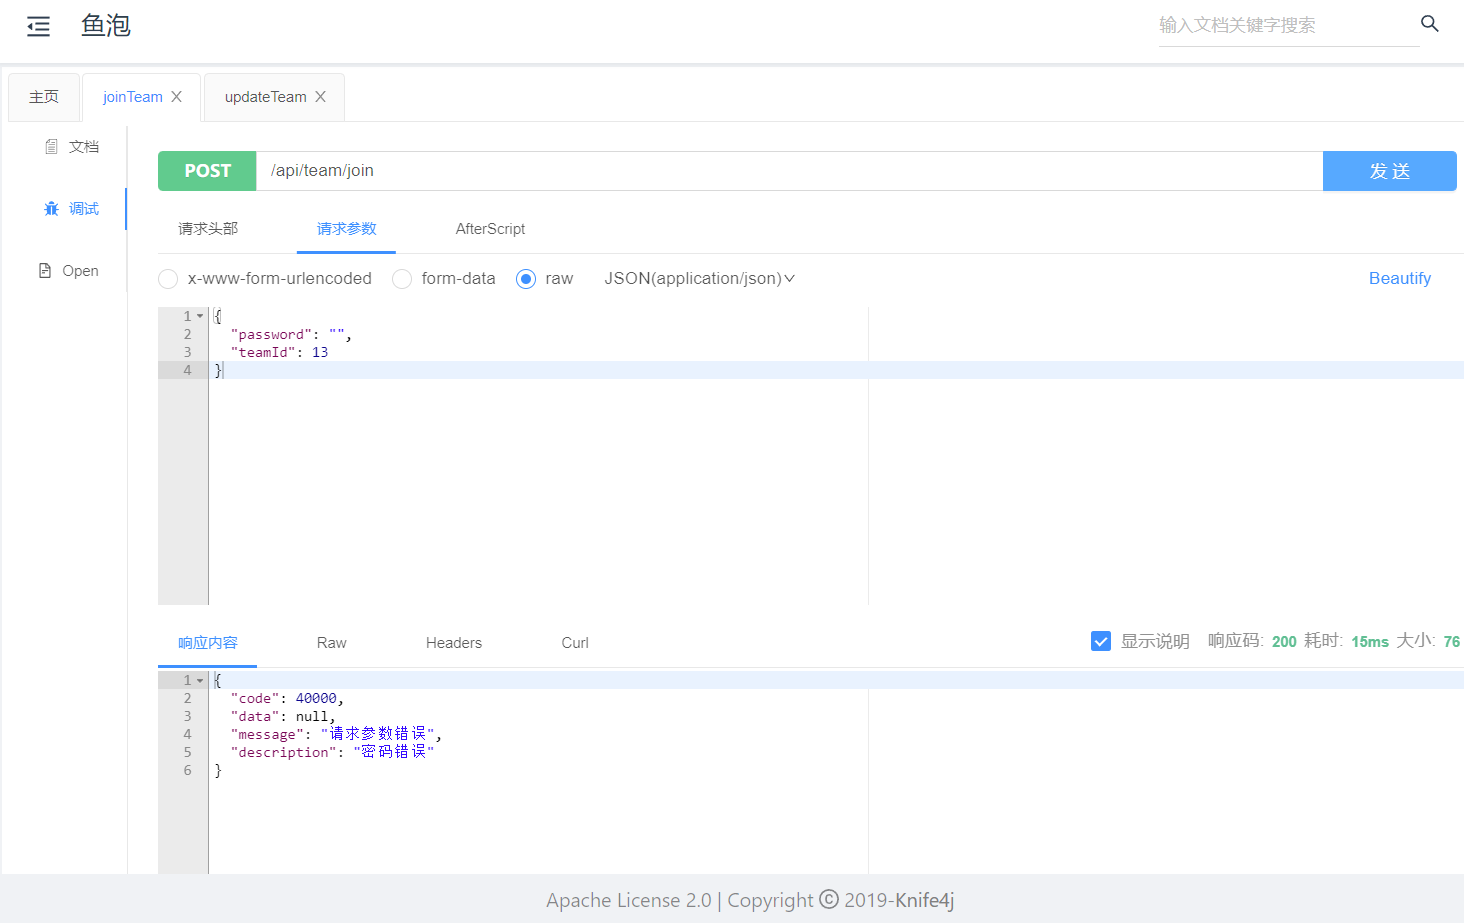 鱼泡
输入文档关键字搜索
主页
joinTeam
updateTeam
文档
调试
Open
POST
/api/team/join
发 送
请求头部
请求参数
AfterScript
x-www-form-urlencoded
form-data
raw
JSON(application/json)
Beautify
1 {
2 "password": "",
3 "teamId": 13
4 }
响应内容
Raw
Headers
Curl
显示说明
响应码: 200 耗时: 15ms 大小: 76
1 {
2 "code": 40000,
3 "data": null,
4 "message": "请求参数错误",
5 "description": "密码错误"
6 }
Apache License 2.0 | Copyright © 2019-Knife4j